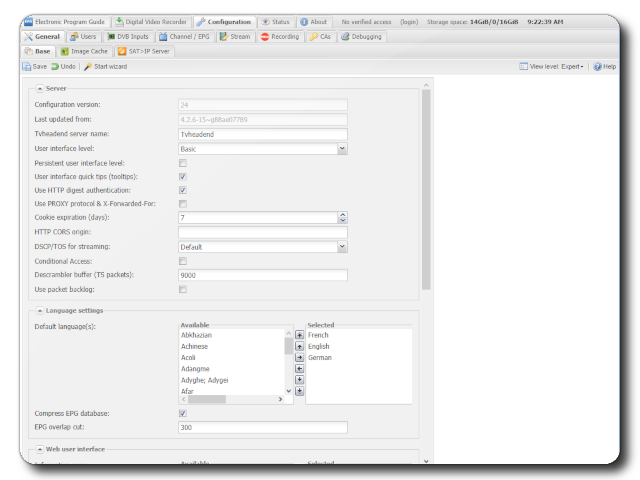 Electronic Program Guide Digital Video Recorder Configuration Status About No verified access (login) Storage space: 14GiB/0/16GiB 9:22:39 AM
General Users DVB Inputs Channel / EPG Stream Recording CAs Debugging
Base Image Cache SAT>IP Server
Save Undo Start wizard View level: Expert Help
Server
Configuration version: 24
Last updated from: 4.2.6-15~g88ae07789
Tvheadend server name: Tvheadend
User interface level: Basic
Persistent user interface level:
User interface quick tips (tooltips):
Use HTTP digest authentication:
Use PROXY protocol & X-Forwarded-For:
Cookie expiration (days): 7
HTTP CORS origin:
DSCP/TOS for streaming: Default
Conditional Access:
Descrambler buffer (TS packets): 9000
Use packet backlog:
Language settings
Default language(s): Available Selected
Abkhazian French
Achinese English
Acoli German
Adangme
Adyghe; Adygei
Afar
Compress EPG database:
EPG overlap cut: 300
Web user interface
Available Selected